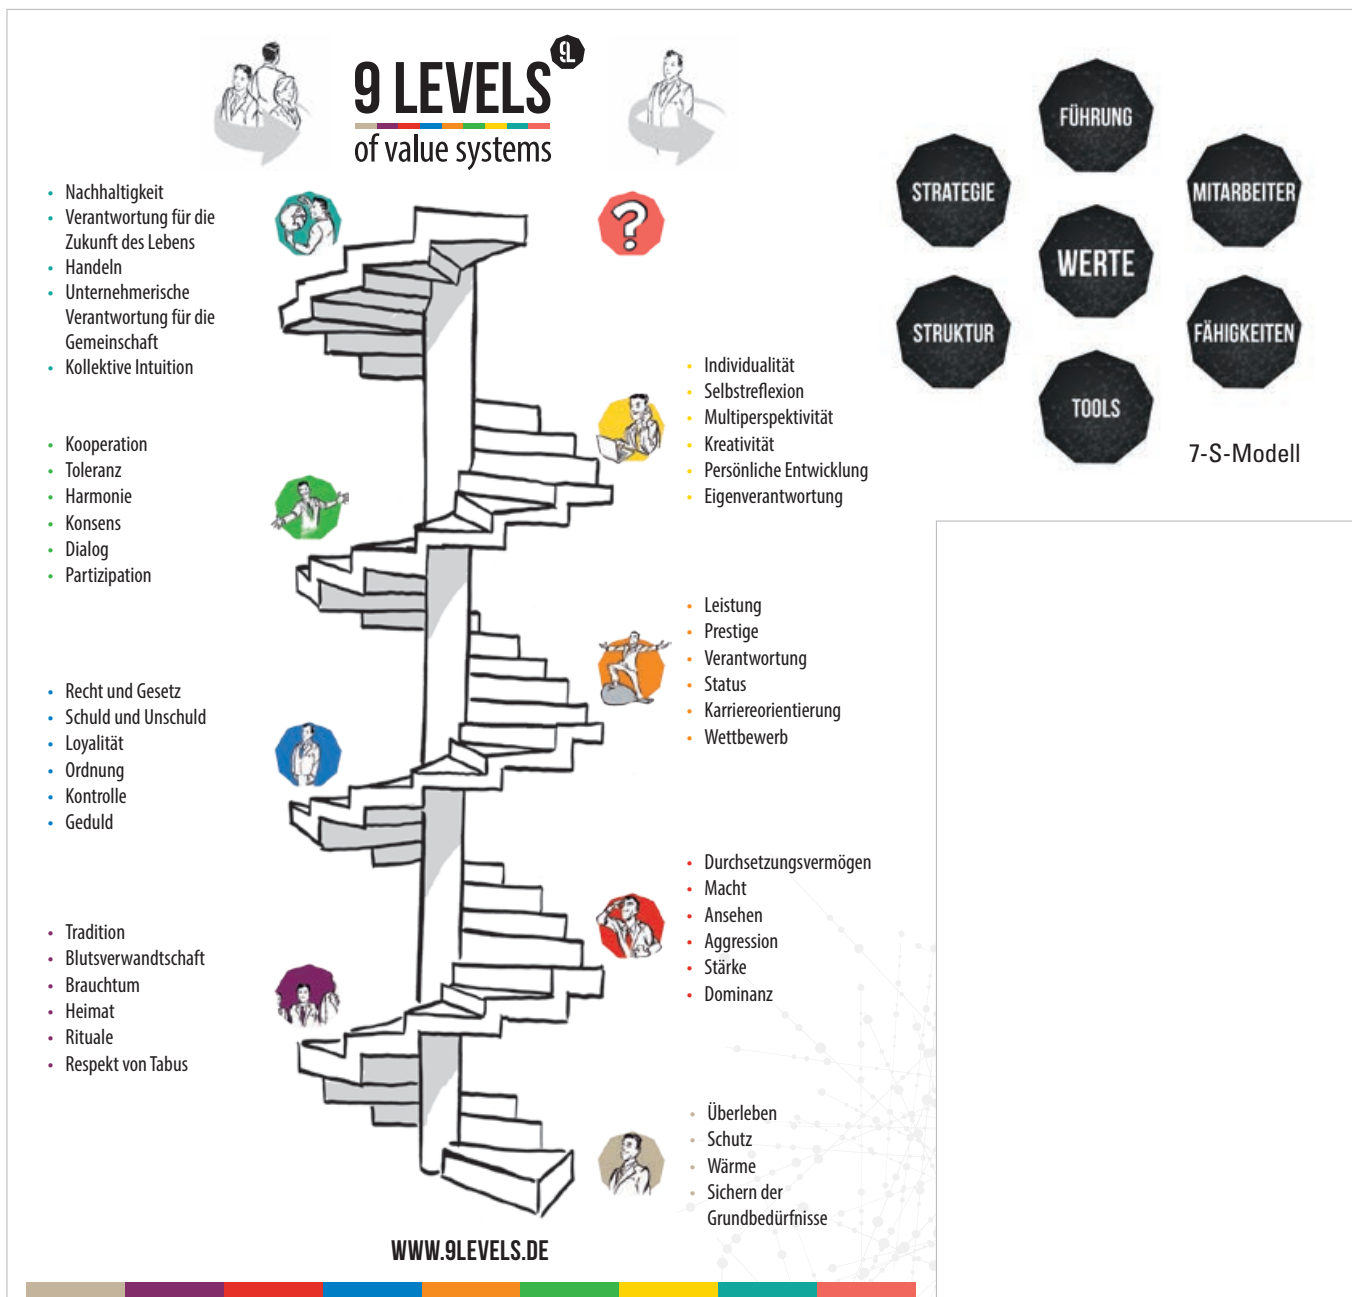 9 LEVELS
9L
of value systems
• Nachhaltigkeit
• Verantwortung für die
Zukunft des Lebens
• Handeln
• Unternehmerische
Verantwortung für die
Gemeinschaft
• Kollektive Intuition
?
• Individualität
• Selbstreflexion
• Multiperspektivität
• Kreativität
• Persönliche Entwicklung
• Eigenverantwortung
• Kooperation
• Toleranz
• Harmonie
• Konsens
• Dialog
• Partizipation
• Leistung
• Prestige
• Verantwortung
• Status
• Karriereorientierung
• Wettbewerb
• Recht und Gesetz
• Schuld und Unschuld
• Loyalität
• Ordnung
• Kontrolle
• Geduld
• Durchsetzungsvermögen
• Macht
• Ansehen
• Aggression
• Stärke
• Dominanz
• Tradition
• Blutsverwandtschaft
• Brauchtum
• Heimat
• Rituale
• Respekt von Tabus
• Überleben
• Schutz
• Wärme
• Sichern der
Grundbedürfnisse
WWW.9LEVELS.DE
FÜHRUNG
STRATEGIE
MITARBEITER
WERTE
STRUKTUR
FÄHIGKEITEN
TOOLS
7-S-Modell